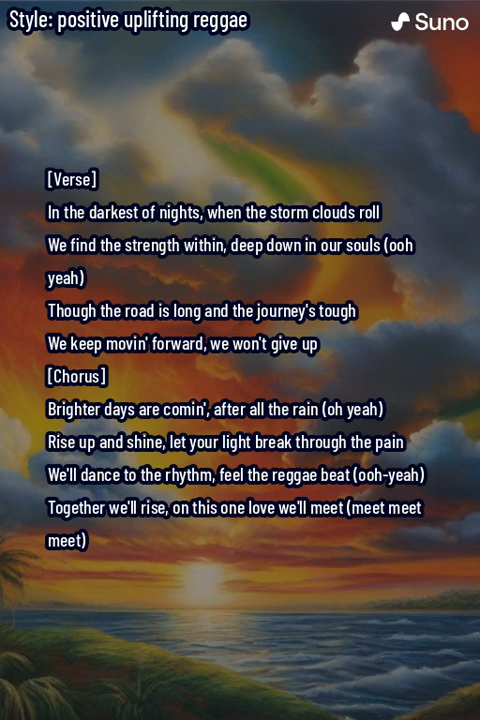 Style: positive uplifting reggae
Suno
[Verse]
In the darkest of nights, when the storm clouds roll
We find the strength within, deep down in our souls (ooh
yeah)
Though the road is long and the journey's tough
We keep movin' forward, we won't give up
[Chorus]
Brighter days are comin', after all the rain (oh yeah)
Rise up and shine, let your light break through the pain
We'll dance to the rhythm, feel the reggae beat (ooh-yeah)
Together we'll rise, on this one love we'll meet (meet meet
meet)